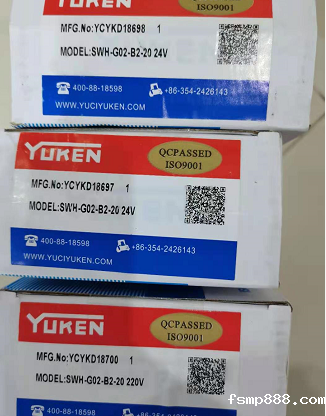 YUKEN
QCPASSED
ISO9001
MFG.No:YCYKD18698 1
MODEL:SWH-G02-B2-20 24V
400-88-18598
+86-354-2426143
WWW.YUCIYUKEN.COM
YUKEN
QCPASSED
ISO9001
MFG.No:YCYKD18697 1
MODEL:SWH-G02-B2-20 24V
400-88-18598
+86-354-2426143
WWW.YUCIYUKEN.COM
YUKEN
QCPASSED
ISO9001
MFG.No:YCYKD18700 1
MODEL:SWH-G02-B2-20 220V
fsmp888.com